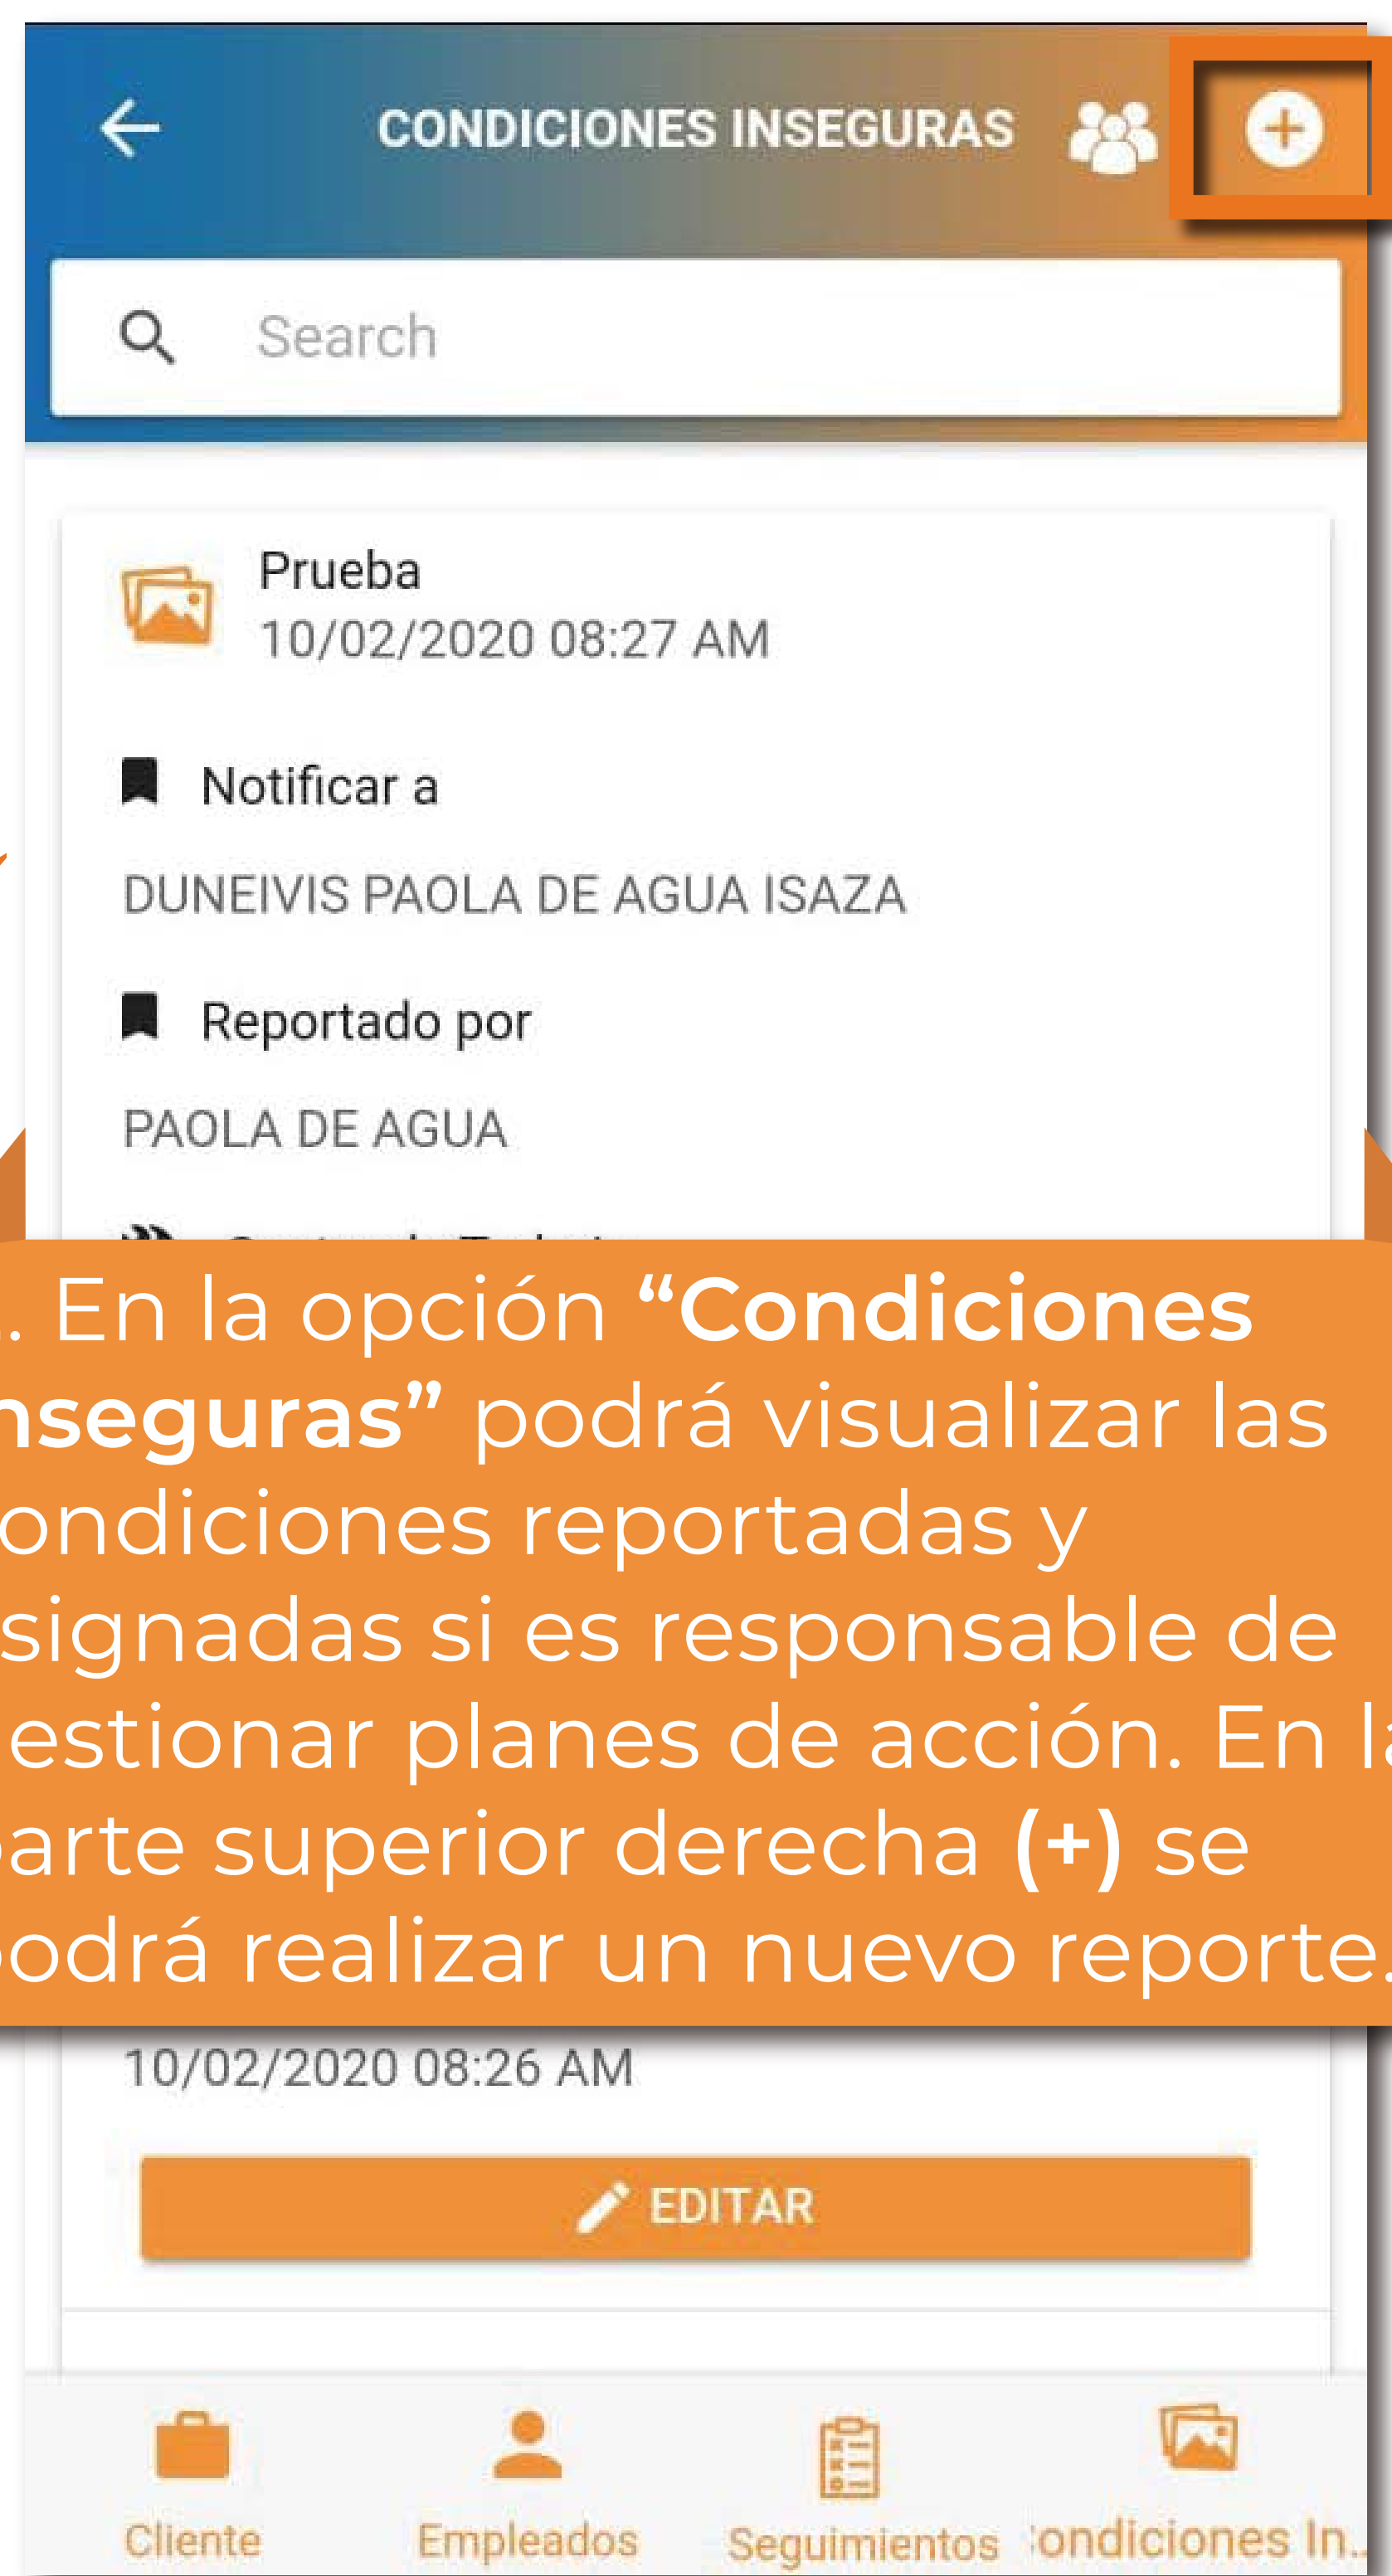 CONDICIONES INSEGURAS
Search
Prueba
10/02/2020 08:27 AM
Notificar a
DUNEIVIS PAOLA DE AGUA ISAZA
Reportado por
PAOLA DE AGUA
. En la opción “Condiciones
nseguras” podrá visualizar las
ondiciones reportadas y
signadas si es responsable de
estionar planes de acción. En la
parte superior derecha (+) se
podrá realizar un nuevo reporte.
10/02/2020 08:26 AM
EDITAR
Cliente Empleados Seguimientos ondiciones In..